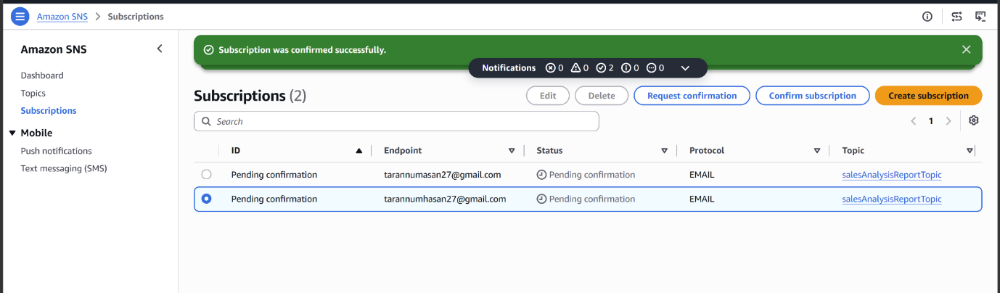 Amazon SNS > Subscriptions
Amazon SNS
Dashboard
Topics
Subscriptions
Mobile
Push notifications
Text messaging (SMS)
Subscription was confirmed successfully.
Notifications 0 0 2 0 0
Subscriptions (2)
Edit Delete Request confirmation Confirm subscription Create subscription
Search
1
ID Endpoint Status Protocol Topic
Pending confirmation tarannumasan27@gmail.com Pending confirmation EMAIL salesAnalysisReportTopic
Pending confirmation tarannumhasan27@gmail.com Pending confirmation EMAIL salesAnalysisReportTopic